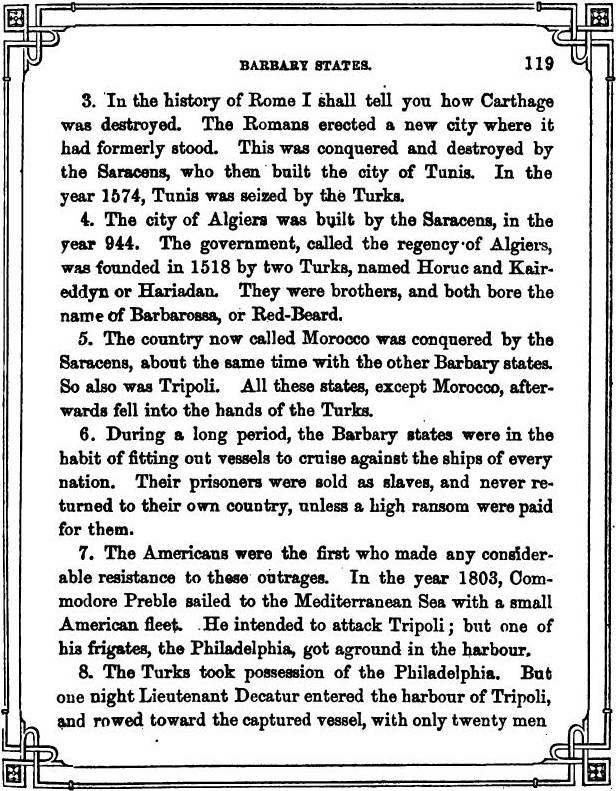 BARBARY STATES. 119
3. In the history of Rome I shall tell you how Carthage
was destroyed. The Romans erected a new city where it
had formerly stood. This was conquered and destroyed by
the Saracens, who then built the city of Tunis. In the
year 1574, Tunis was seized by the Turks.
4. The city of Algiers was built by the Saracens, in the
year 944. The government, called the regency of Algiers,
was founded in 1518 by two Turks, named Horuc and Kair-
eddyn or Hariadan. They were brothers, and both bore the
name of Barbarossa, or Red-Beard.
5. The country now called Morocco was conquered by the
Saracens, about the same time with the other Barbary states.
So also was Tripoli. All these states, except Morocco, after-
wards fell into the hands of the Turks.
6. During a long period, the Barbary states were in the
habit of fitting out vessels to cruise against the ships of every
nation. Their prisoners were sold as slaves, and never re-
turned to their own country, unless a high ransom were paid
for them.
7. The Americans were the first who made any consider-
able resistance to these outrages. In the year 1803, Com-
modore Preble sailed to the Mediterranean Sea with a small
American fleet. He intended to attack Tripoli; but one of
his frigates, the Philadelphia, got aground in the harbour.
8. The Turks took possession of the Philadelphia. But
one night Lieutenant Decatur entered the harbour of Tripoli,
and rowed toward the captured vessel, with only twenty men